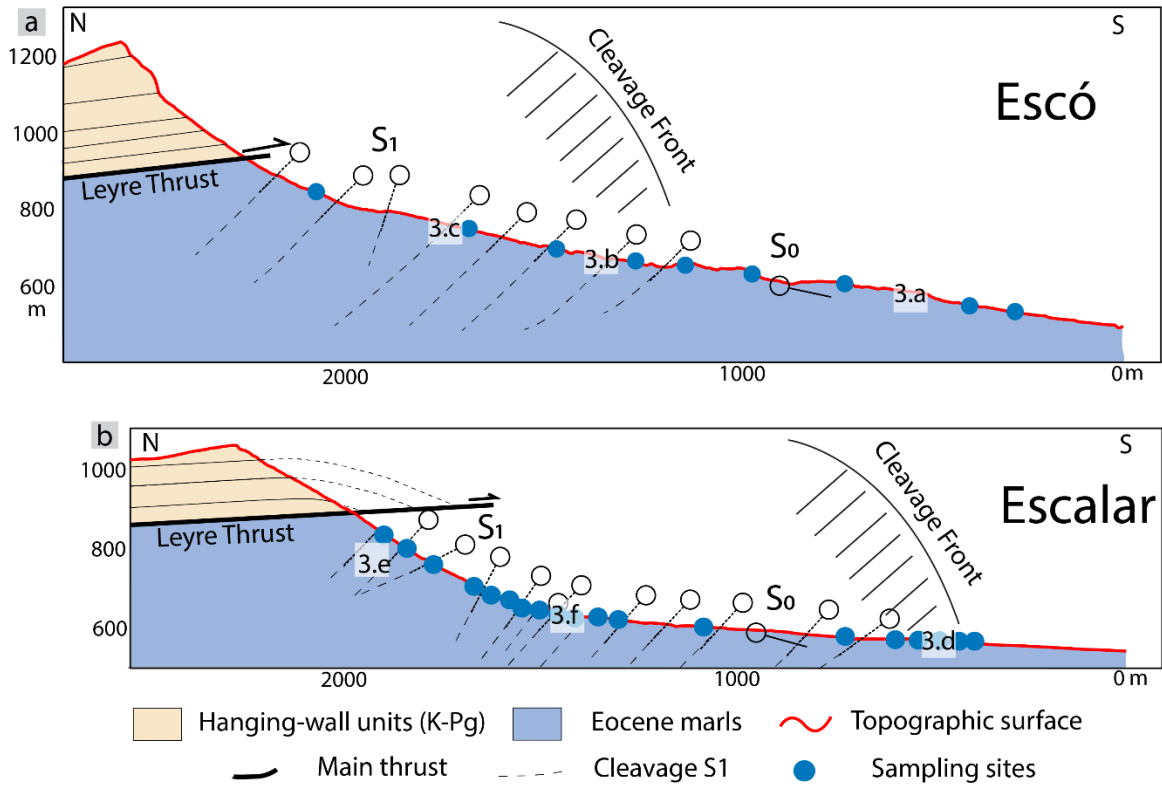 a
N
S
1200
1000
800
600
m
Leyre Thrust
S1
Cleavage Front
Escó
3.c
3.b
S0
3.a
2000
1000
0 m
b
N
S
1000
800
600
Leyre Thrust
S1
Cleavage Front
Escalar
3.e
3.f
S0
3.d
2000
1000
0 m
Hanging-wall units (K-Pg)
Eocene marls
Topographic surface
Main thrust
Cleavage S1
Sampling sites